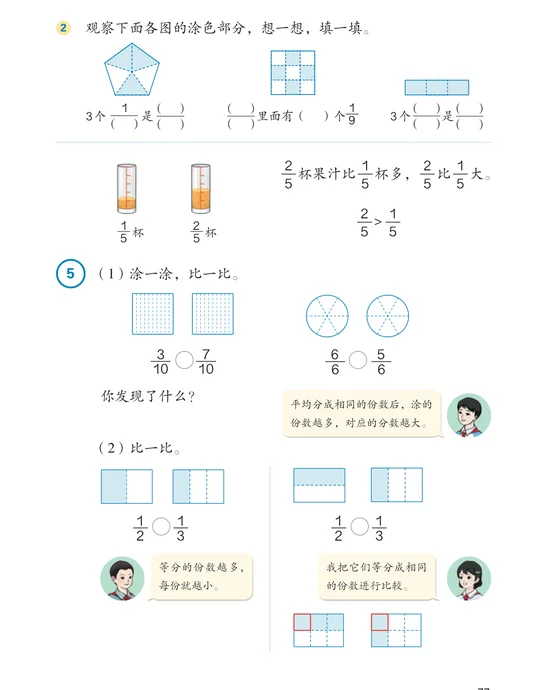 2 观察下面各图的涂色部分，想一想，填一填。
3个 1/( ) 是 ( )/( )
( )/( ) 里面有 ( ) 个 1/9
3个 ( )/( ) 是 ( )/( )
2/5 杯果汁比 1/5 杯多，2/5 比 1/5 大。
1/5 杯
2/5 杯
2/5 > 1/5
5 （1）涂一涂，比一比。
3/10 ○ 7/10
6/6 ○ 5/6
你发现了什么？
平均分成相同的份数后，涂的
份数越多，对应的分数越大。
（2）比一比。
1/2 ○ 1/3
1/2 ○ 1/3
等分的份数越多，
每份就越小。
我把它们等分成相同
的份数进行比较。